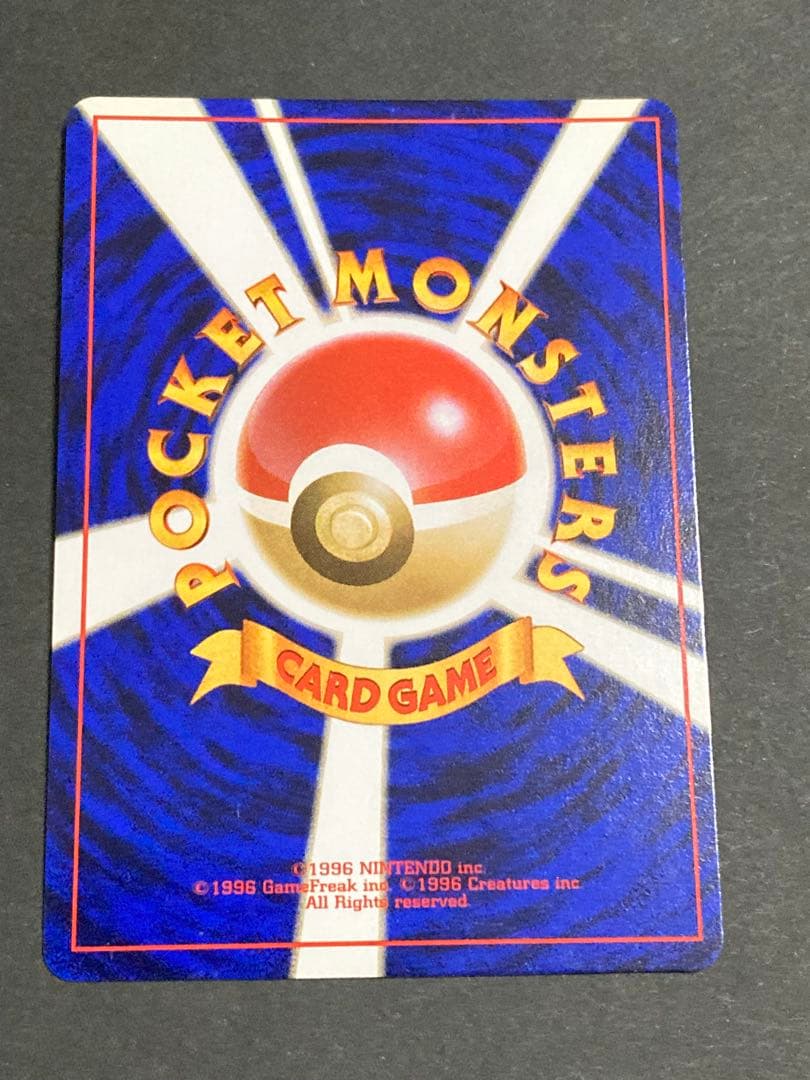 POCKET MONSTERS
CARD GAME
©1996 NINTENDO inc.
©1996 GameFreak inc. ©1996 Creatures inc.
All Rights reserved.